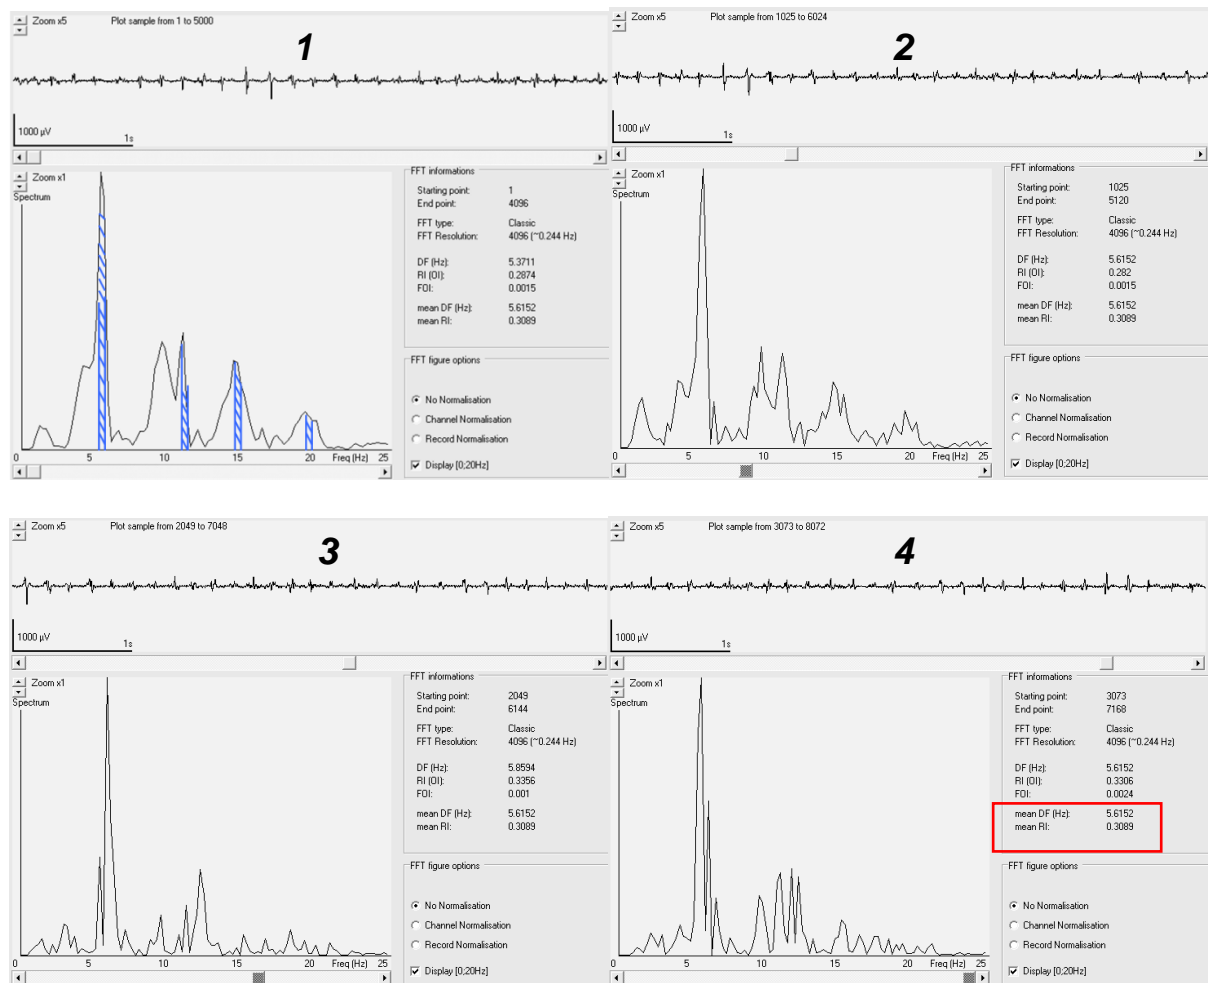 Zoom x5 Plot sample from 1 to 5000
1
1000 µV
1s
Zoom x1
Spectrum
0 5 10 15 20 Freq (Hz) 25
FFT informations
Starting point: 1
End point: 4096
FFT type: Classic
FFT Resolution: 4096 (~0.244 Hz)
DF (Hz): 5.3711
RI (OI): 0.2874
FOI: 0.0015
mean DF (Hz): 5.6152
mean RI: 0.3089
FFT figure options
No Normalisation
Channel Normalisation
Record Normalisation
Display [0;20Hz]
Zoom x5 Plot sample from 1025 to 6024
2
1000 µV
1s
Zoom x1
Spectrum
0 5 10 15 20 Freq (Hz) 25
FFT informations
Starting point: 1025
End point: 5120
FFT type: Classic
FFT Resolution: 4096 (~0.244 Hz)
DF (Hz): 5.6152
RI (OI): 0.282
FOI: 0.0015
mean DF (Hz): 5.6152
mean RI: 0.3089
FFT figure options
No Normalisation
Channel Normalisation
Record Normalisation
Display [0;20Hz]
Zoom x5 Plot sample from 2049 to 7048
3
1000 µV
1s
Zoom x1
Spectrum
0 5 10 15 20 Freq (Hz) 25
FFT informations
Starting point: 2049
End point: 6144
FFT type: Classic
FFT Resolution: 4096 (~0.244 Hz)
DF (Hz): 5.8594
RI (OI): 0.3356
FOI: 0.001
mean DF (Hz): 5.6152
mean RI: 0.3089
FFT figure options
No Normalisation
Channel Normalisation
Record Normalisation
Display [0;20Hz]
Zoom x5 Plot sample from 3073 to 8072
4
1000 µV
1s
Zoom x1
Spectrum
0 5 10 15 20 Freq (Hz) 25
FFT informations
Starting point: 3073
End point: 7168
FFT type: Classic
FFT Resolution: 4096 (~0.244 Hz)
DF (Hz): 5.6152
RI (OI): 0.3306
FOI: 0.0024
mean DF (Hz): 5.6152
mean RI: 0.3089
FFT figure options
No Normalisation
Channel Normalisation
Record Normalisation
Display [0;20Hz]